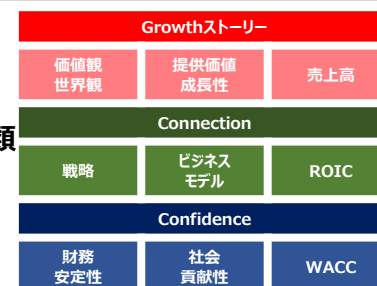 Growthストーリー
価値観
世界観
提供価値
成長性
売上高
Connection
類
戦略
ビジネス
モデル
ROIC
Confidence
財務
安定性
社会
貢献性
WACC